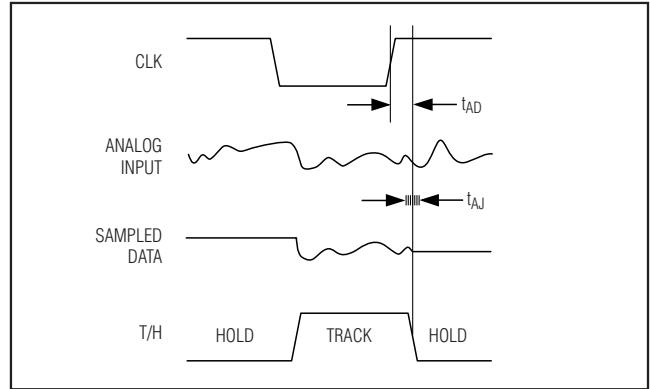 CLK
tAD
ANALOG
INPUT
tAJ
SAMPLED
DATA
T/H
HOLD
TRACK
HOLD